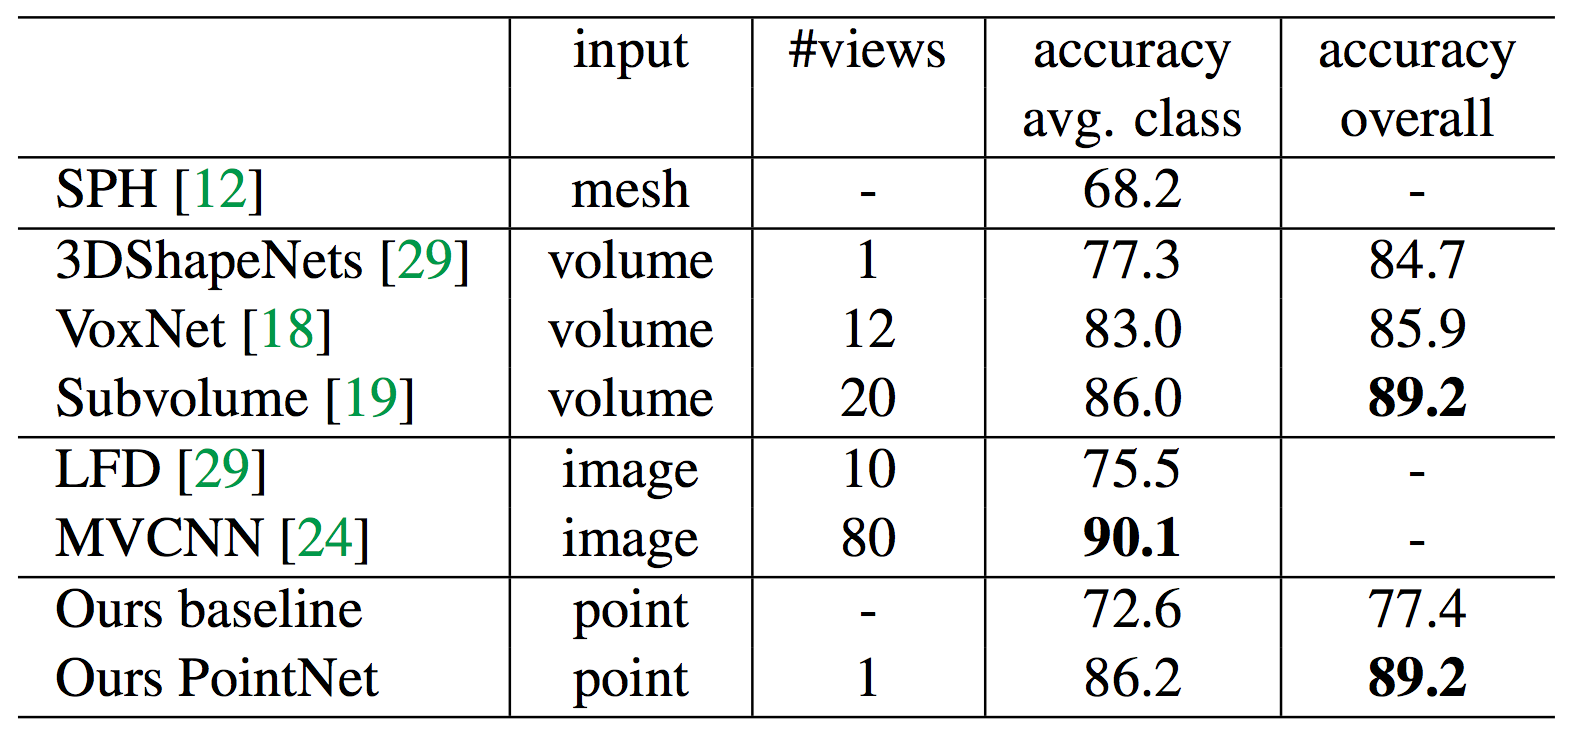 input #views accuracy accuracy
avg. class overall
SPH [12] mesh - 68.2 -
3DShapeNets [29] volume 1 77.3 84.7
VoxNet [18] volume 12 83.0 85.9
Subvolume [19] volume 20 86.0 89.2
LFD [29] image 10 75.5 -
MVCNN [24] image 80 90.1 -
Ours baseline point - 72.6 77.4
Ours PointNet point 1 86.2 89.2